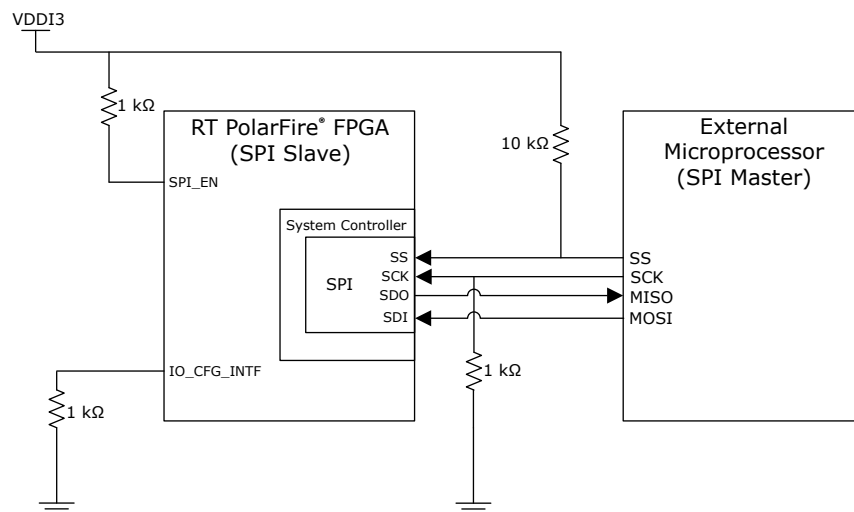 VDDI3
1 kΩ
RT PolarFire® FPGA
(SPI Slave)
10 kΩ
External
Microprocessor
(SPI Master)
SPI_EN
System Controller
SPI
SS
SCK
SDO
SDI
SS
SCK
MISO
MOSI
IO_CFG_INTF
1 kΩ
1 kΩ